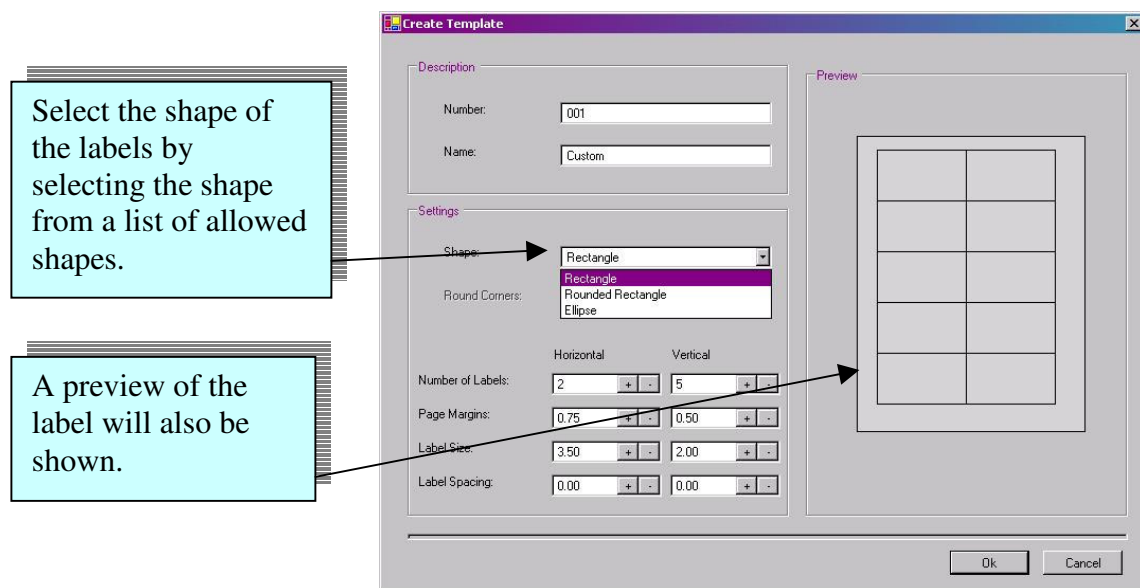 Create Template
Select the shape of
the labels by
selecting the shape
from a list of allowed
shapes.
A preview of the
label will also be
shown.
Description
Number:
001
Name:
Custom
Settings
Shape:
Rectangle
Rectangle
Rounded Rectangle
Ellipse
Round Corners:
Horizontal Vertical
Number of Labels: 2 + - 5 + -
Page Margins: 0.75 + - 0.50 + -
Label Size: 3.50 + - 2.00 + -
Label Spacing: 0.00 + - 0.00 + -
Preview
Ok Cancel